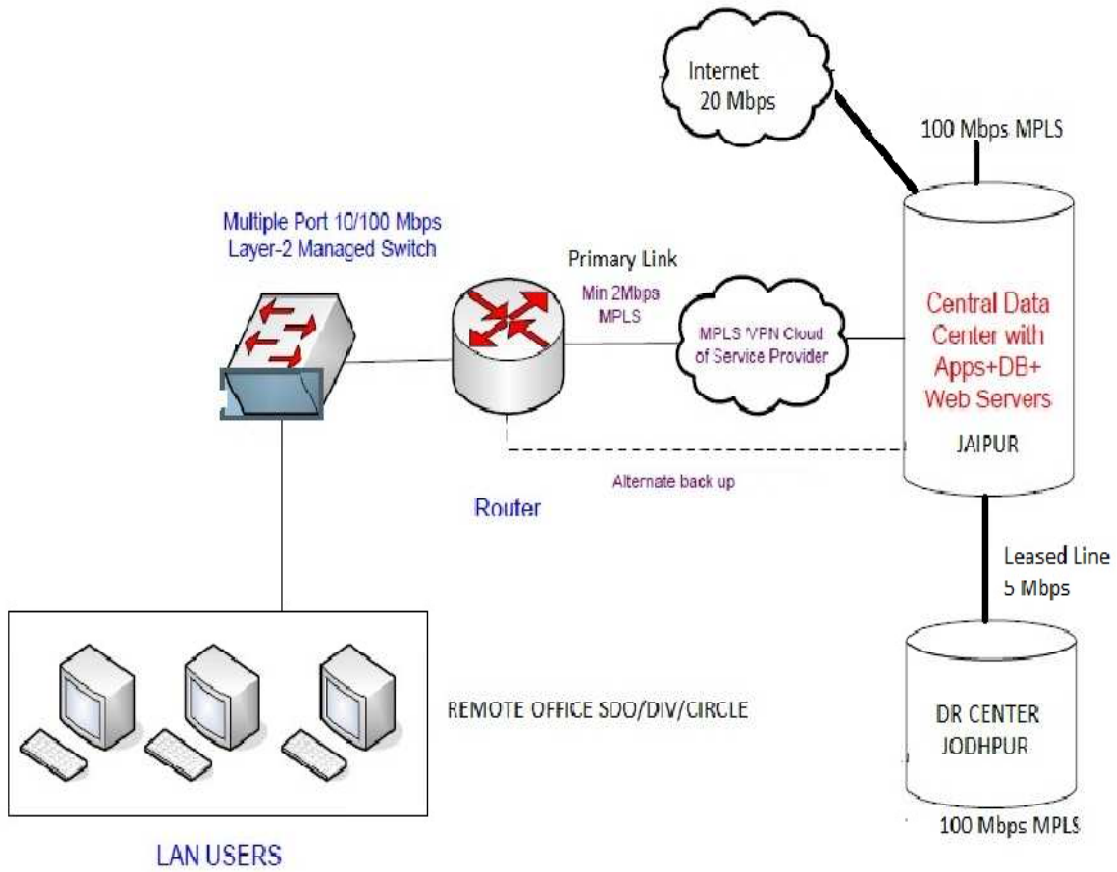 Internet
20 Mbps
100 Mbps MPLS
Multiple Port 10/100 Mbps
Layer-2 Managed Switch
Primary Link
Min 2Mbps
MPLS
MPLS/VPN Cloud
of Service Provider
Central Data
Center with
Apps+DB+
Web Servers
JAIPUR
Alternate back up
Router
Leased Line
5 Mbps
REMOTE OFFICE SDO/DIV/CIRCLE
DR CENTER
JODHPUR
100 Mbps MPLS
LAN USERS